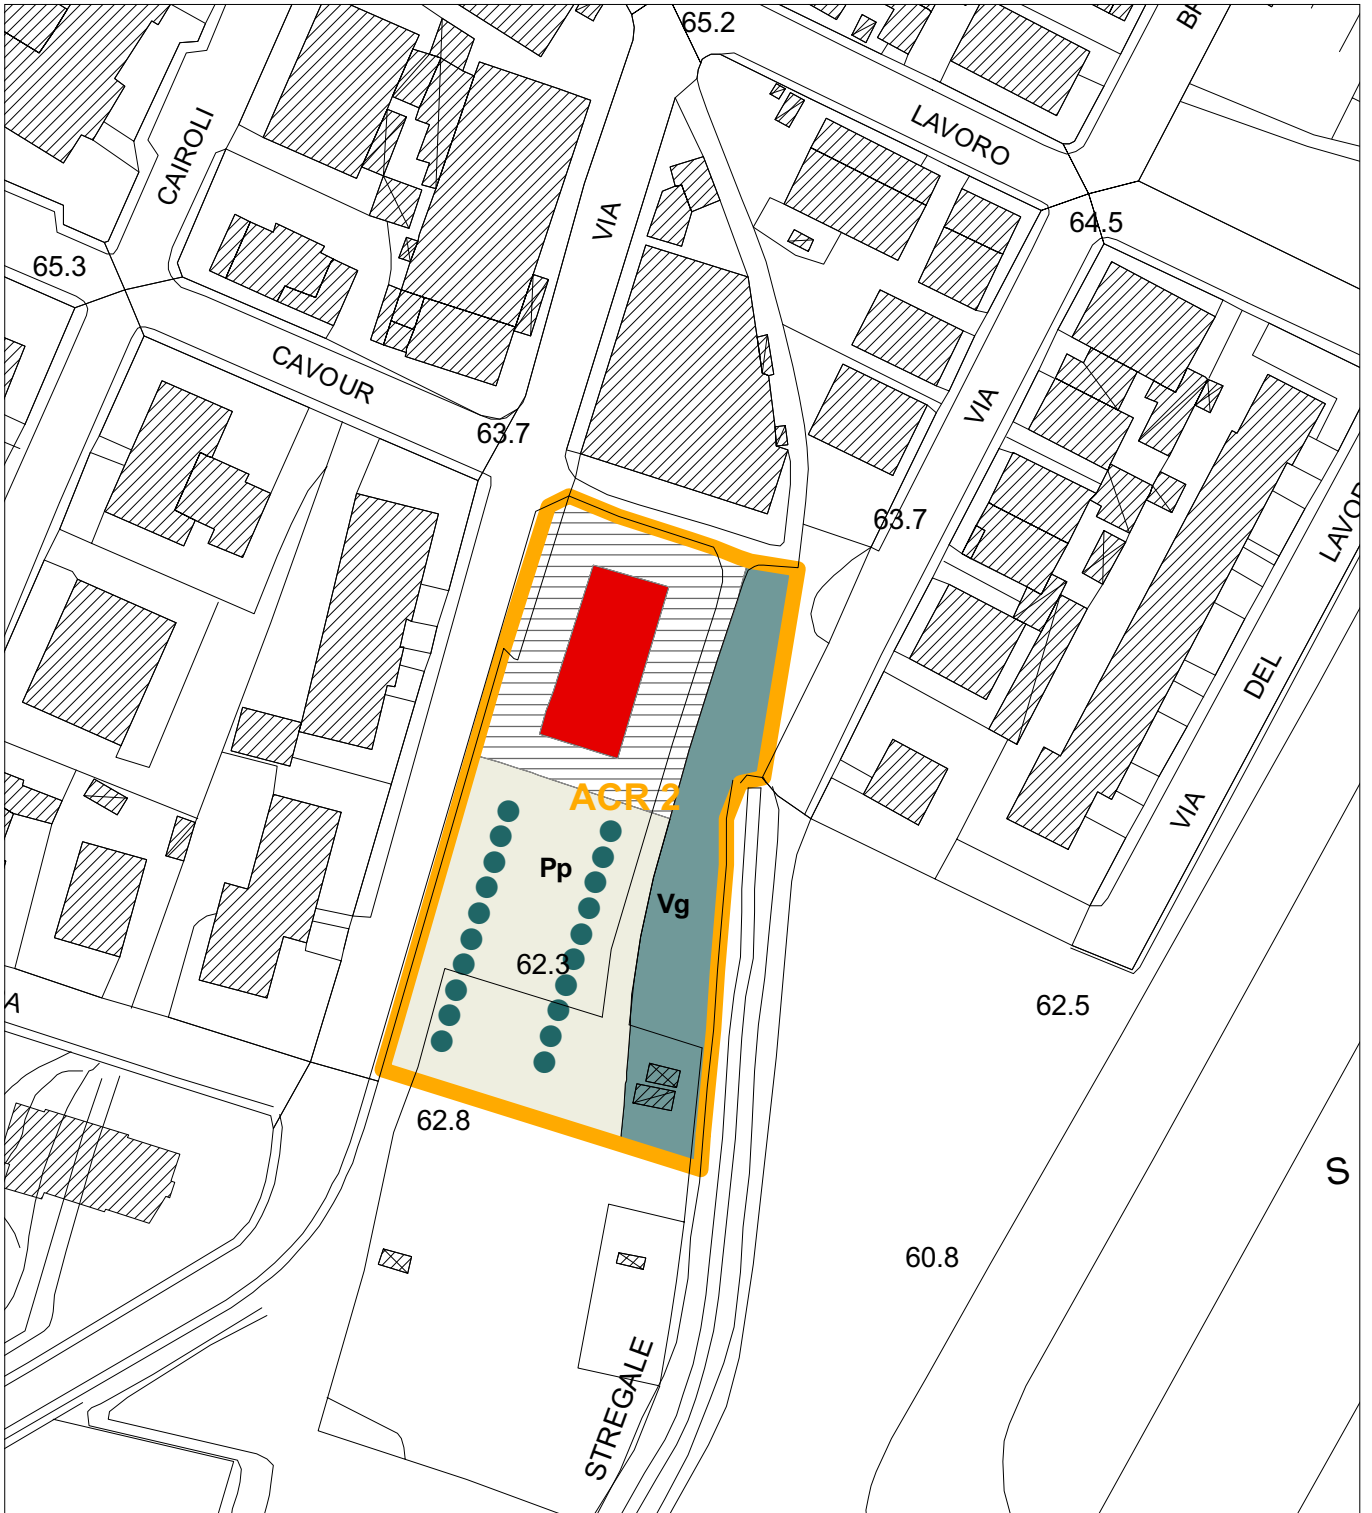 65.2
LAVORO
CAIROLI
VIA
64.5
65.3
CAVOUR
VIA
63.7
63.7
LAVOR
DEL
VIA
ACR 2
Pp
Vg
62.3
A
62.5
62.8
S
60.8
STREGALE